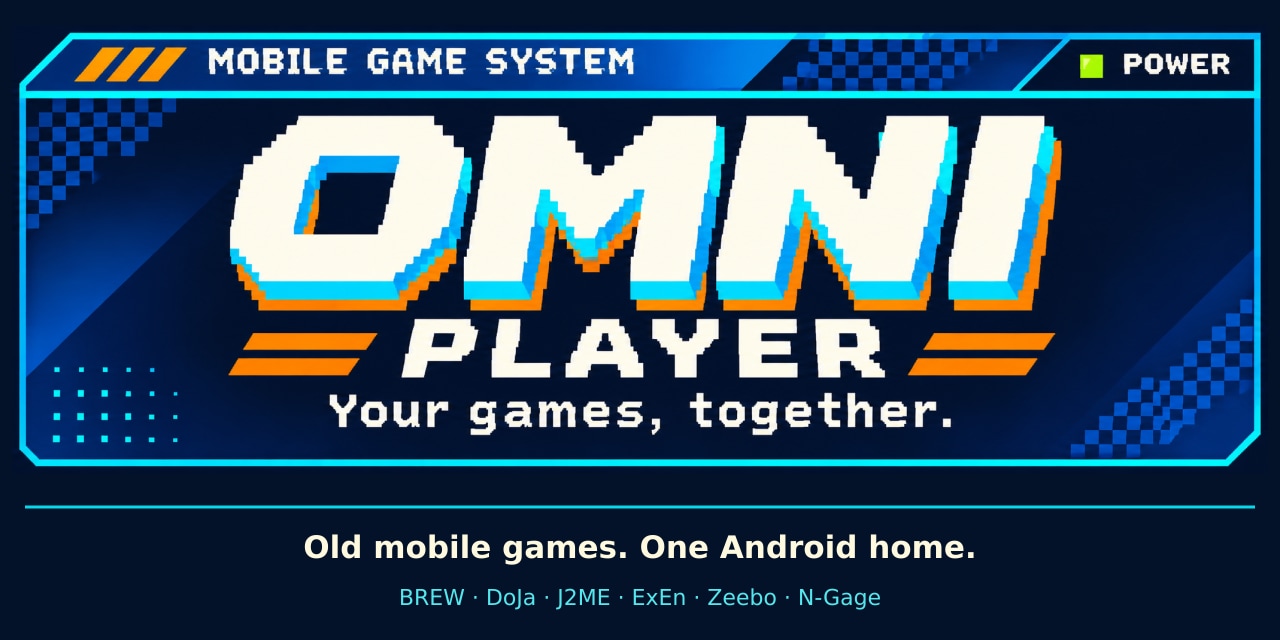 MOBILE GAME SYSTEM
POWER
OMNI
PLAYER
Your games, together.
Old mobile games. One Android home.
BREW · DoJa · J2ME · ExEn · Zeebo · N-Gage